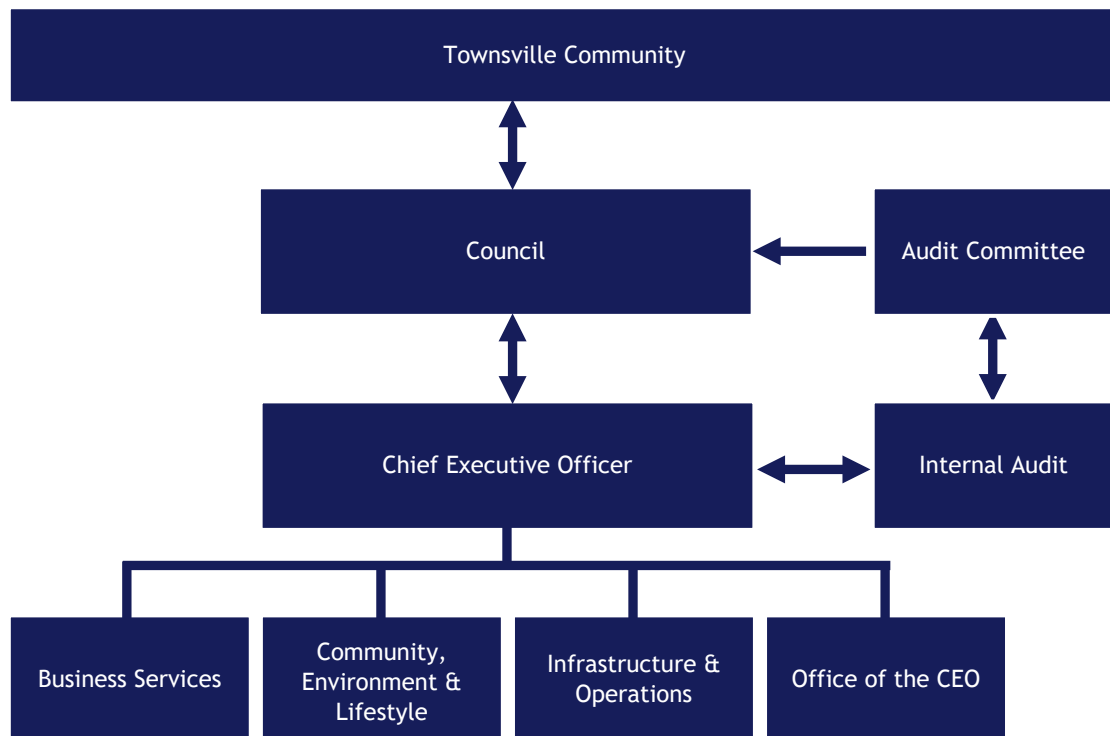 Townsville Community
Council
Audit Committee
Chief Executive Officer
Internal Audit
Business Services
Community,
Environment &
Lifestyle
Infrastructure &
Operations
Office of the CEO